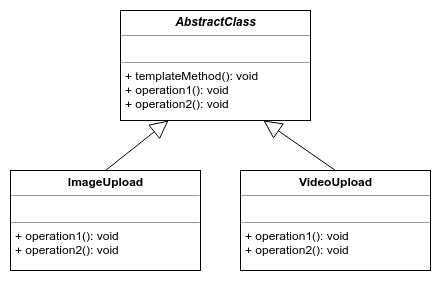 AbstractClass
+ templateMethod(): void
+ operation1(): void
+ operation2(): void
ImageUpload
+ operation1(): void
+ operation2(): void
VideoUpload
+ operation1(): void
+ operation2(): void